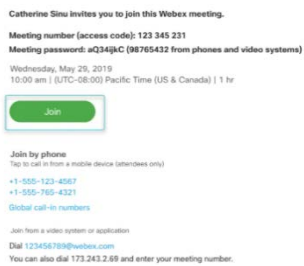 Catherine Sinu invites you to join this Webex meeting.
Meeting number (access code): 123 345 231
Meeting password: aQ34ijkC (98765432 from phones and video systems)
Wednesday, May 29, 2019
10:00 am | (UTC-08:00) Pacific Time (US & Canada) | 1 hr
Join
Join by phone
Tap to call in from a mobile device (attendees only)
+1-555-123-4567
+1-555-765-4321
Global call-in numbers
Join from a video system or application
Dial 123456789@webex.com
You can also dial 173.243.2.69 and enter your meeting number.